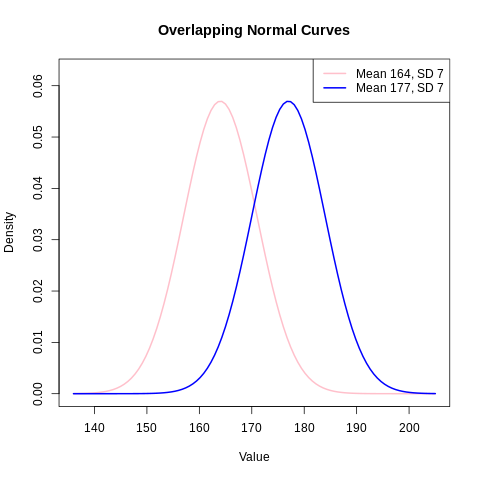 Overlapping Normal Curves
Mean 164, SD 7
Mean 177, SD 7
0.06
0.05
0.04
0.03
0.02
0.01
0.00
Density
140 150 160 170 180 190 200
Value